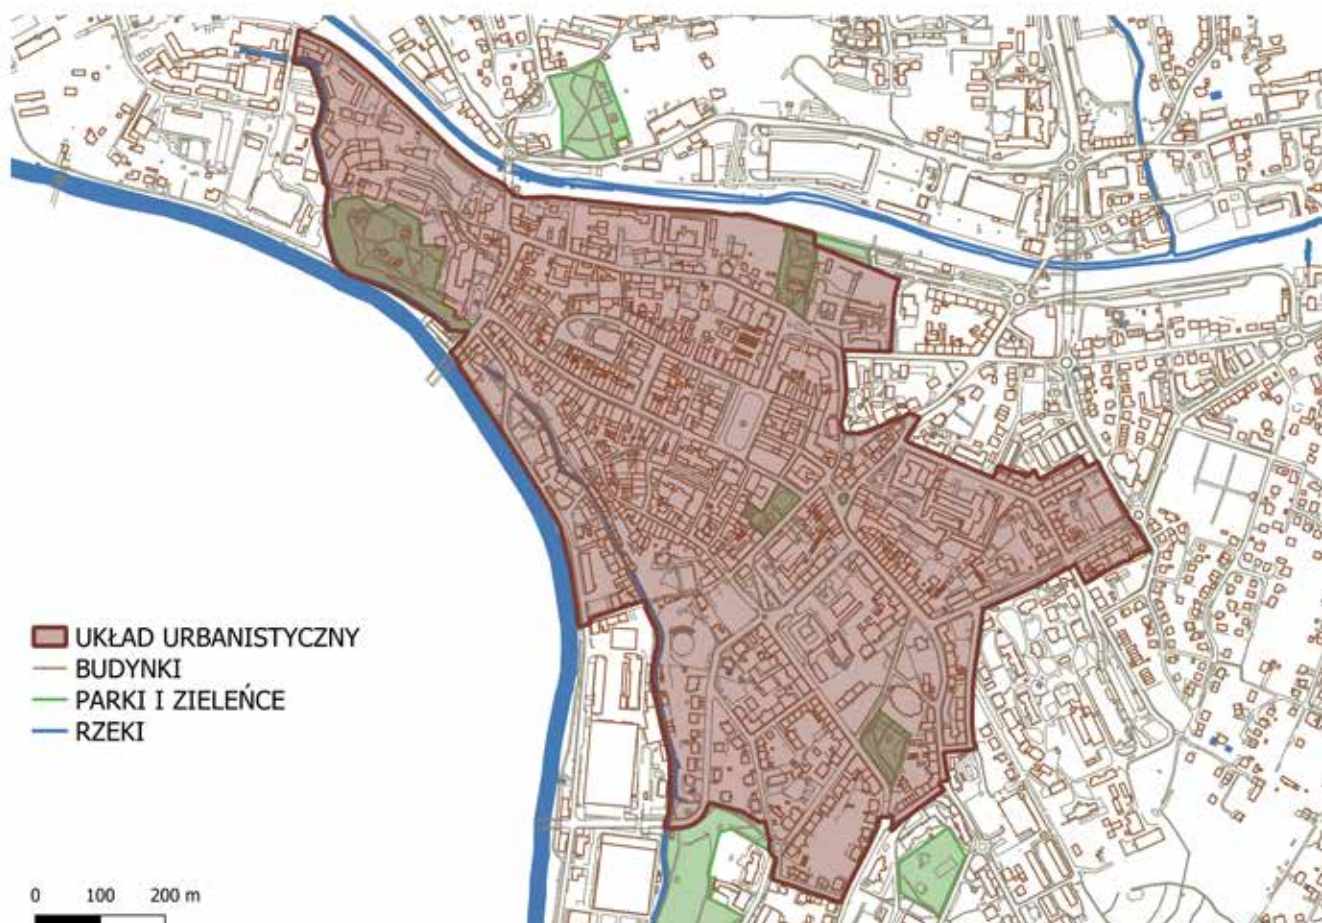 UKŁAD URBANISTYCZNY
BUDYNKI
PARKI I ZIELEŃCE
RZEKI
0 100 200 m